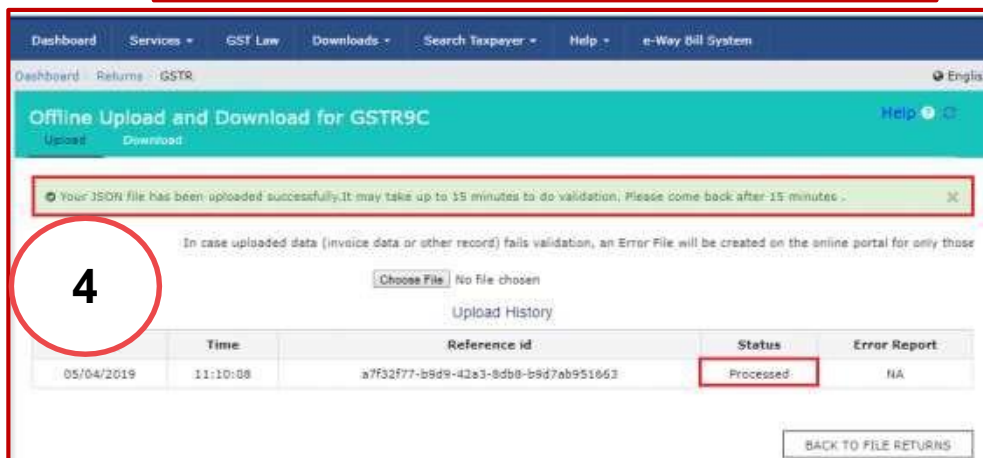 Dashboard Services GST Law Downloads Search Taxpayer Help e-Way Bill System
Dashboard Returns GSTR Englis
Offline Upload and Download for GSTR9C Help
Upload Download
Your JSON file has been uploaded successfully.It may take up to 15 minutes to do validation. Please come back after 15 minutes .
In case uploaded data (invoice data or other record) fails validation, an Error File will be created on the online portal for only those
4
Choose File No file chosen
Upload History
Time Reference id Status Error Report
05/04/2019 11:10:08 a7f32f77-b9d9-42a3-8db8-b9d7ab951663 Processed NA
BACK TO FILE RETURNS